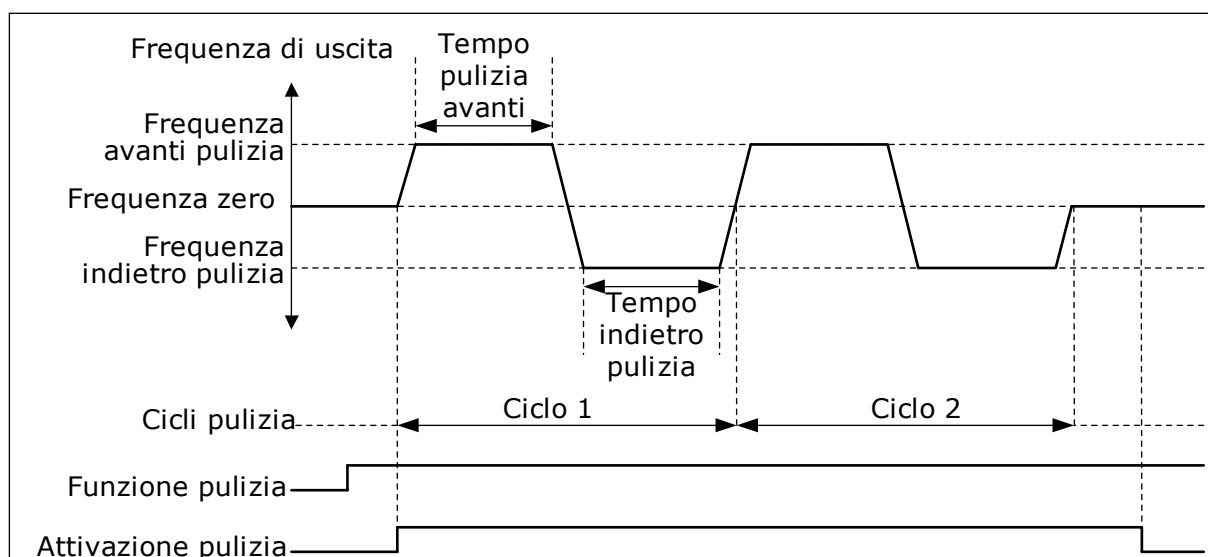 Frequenza di uscita
Tempo
pulizia
avanti
Frequenza
avanti pulizia
Frequenza zero
Frequenza
indietro pulizia
Tempo
indietro
pulizia
Cicli pulizia
Ciclo 1
Ciclo 2
Funzione pulizia
Attivazione pulizia